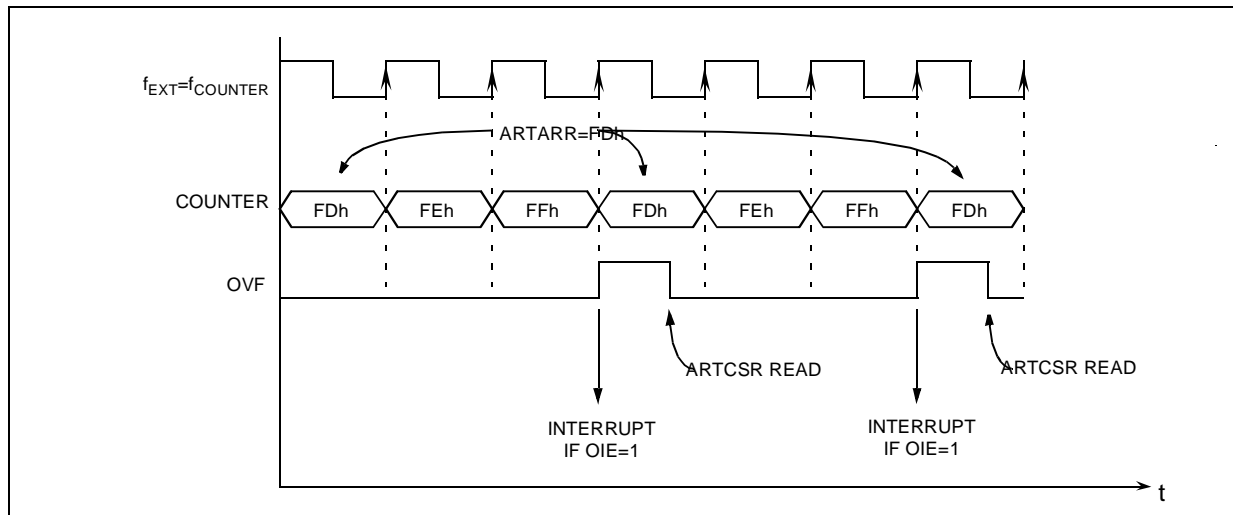 fEXT=fCOUNTER
ARTARR=FDh
COUNTER
FDh
FEh
FFh
FDh
FEh
FFh
FDh
OVF
ARTCSR READ
ARTCSR READ
INTERRUPT
IF OIE=1
INTERRUPT
IF OIE=1
t